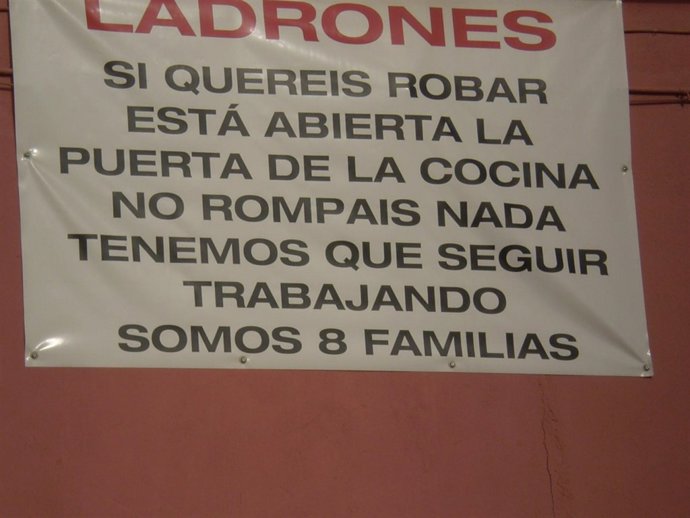 LADRONES
SI QUEREIS ROBAR
ESTÁ ABIERTA LA
PUERTA DE LA COCINA
NO ROMPAIS NADA
TENEMOS QUE SEGUIR
TRABAJANDO
SOMOS 8 FAMILIAS